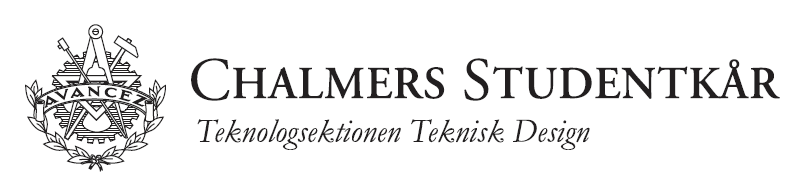 AVANCEZ
CHALMERS STUDENTKÅR
Teknologsektionen Teknisk Design